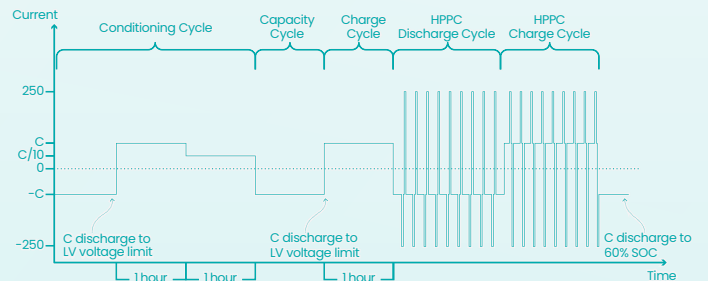 Current
Conditioning Cycle
Capacity
Cycle
Charge
Cycle
HPPC
Discharge Cycle
HPPC
Charge Cycle
250
C
C/10
0
-C
-250
C discharge to
LV voltage limit
C discharge to
LV voltage limit
C discharge to
60% SOC
1 hour
1 hour
1 hour
Time